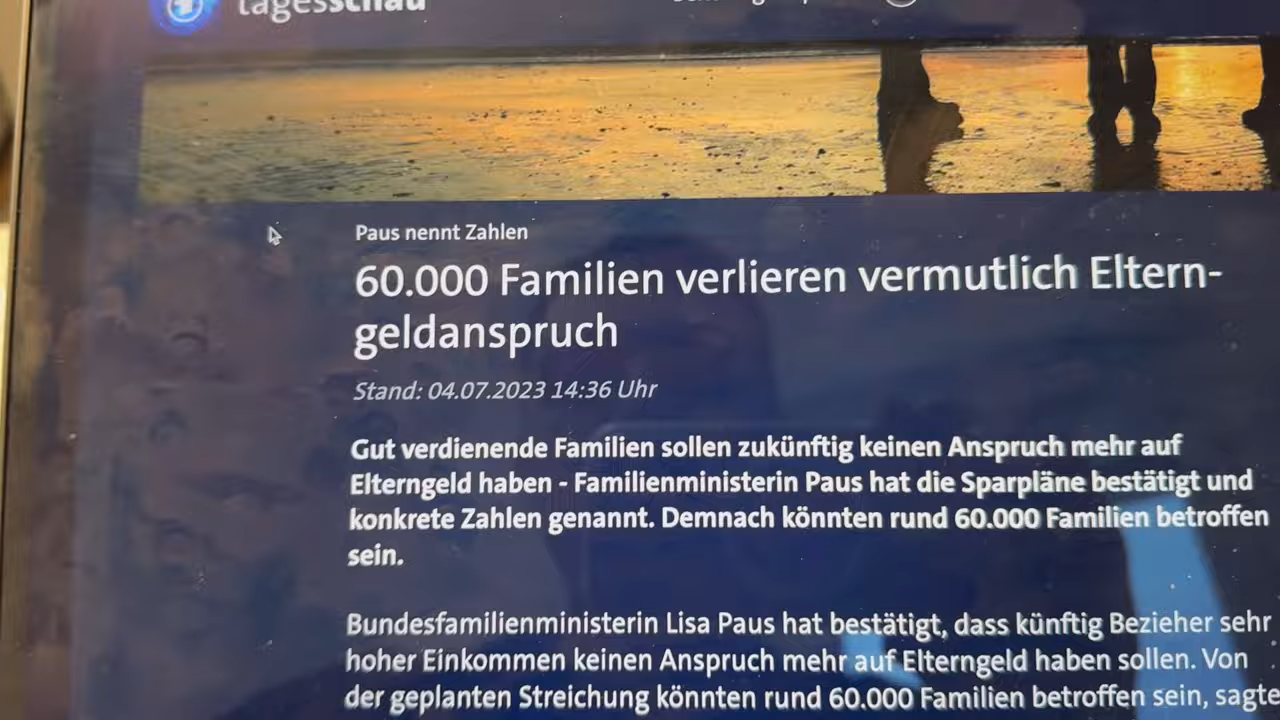 tagesschau
Paus nennt Zahlen
60.000 Familien verlieren vermutlich Eltern-
geldanspruch
Stand: 04.07.2023 14:36 Uhr
Gut verdienende Familien sollen zukünftig keinen Anspruch mehr auf
Elterngeld haben - Familienministerin Paus hat die Sparpläne bestätigt und
konkrete Zahlen genannt. Demnach könnten rund 60.000 Familien betroffen
sein.
Bundesfamilienministerin Lisa Paus hat bestätigt, dass künftig Bezieher sehr
hoher Einkommen keinen Anspruch mehr auf Elterngeld haben sollen. Von
der geplanten Streichung könnten rund 60.000 Familien betroffen sein, sagte